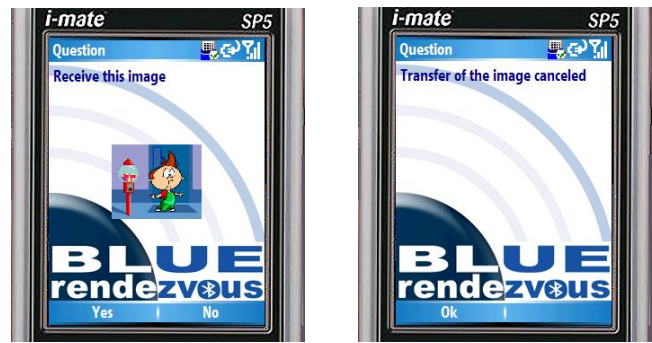 i-mate SP5
Question
Receive this image
BLUE
rendezvous
Yes No
i-mate SP5
Question
Transfer of the image canceled
BLUE
rendezvous
Ok